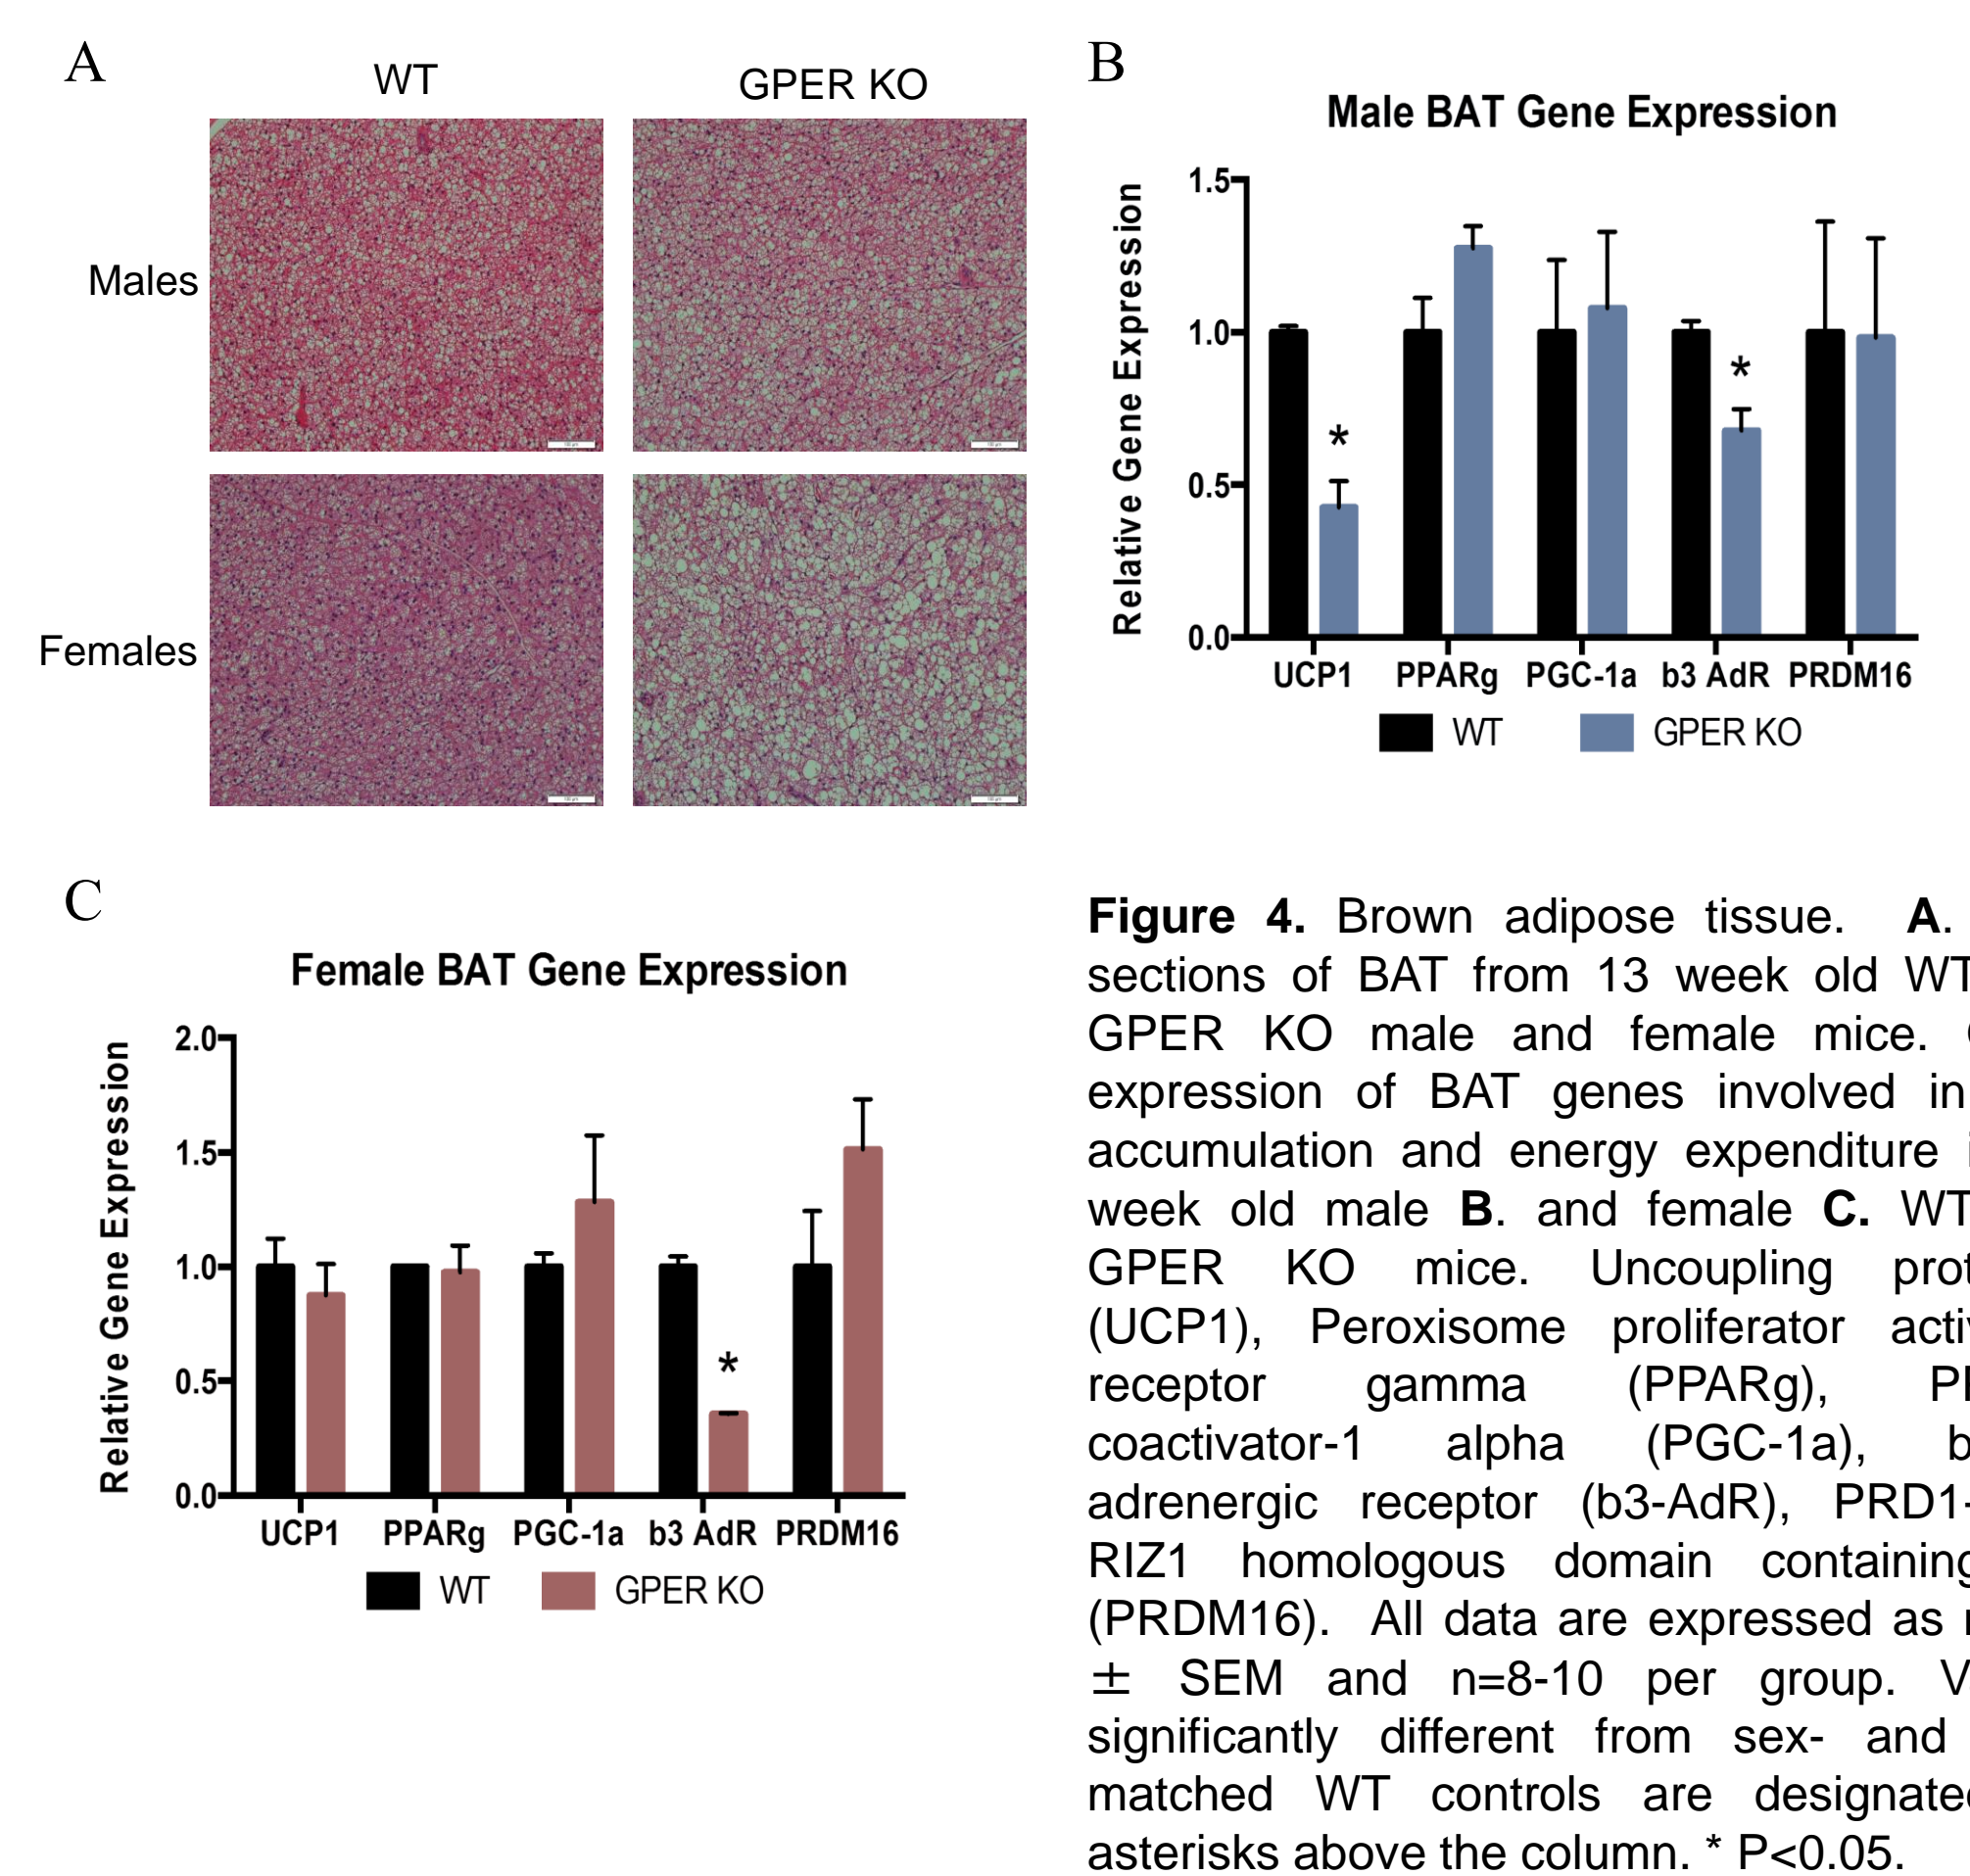 A
WT
GPER KO
Males
Females
B
Male BAT Gene Expression
Relative Gene Expression
1.5
1.0
0.5
0.0
*
*
UCP1 PPARg PGC-1a b3 AdR PRDM16
WT GPER KO
C
Female BAT Gene Expression
Relative Gene Expression
2.0
1.5
1.0
0.5
0.0
*
UCP1 PPARg PGC-1a b3 AdR PRDM16
WT GPER KO
Figure 4. Brown adipose tissue. A.
sections of BAT from 13 week old WT
GPER KO male and female mice.
expression of BAT genes involved in
accumulation and energy expenditure
week old male B. and female C. WT
GPER KO mice. Uncoupling
(UCP1), Peroxisome proliferator
receptor gamma (PPARg),
coactivator-1 alpha (PGC-1a),
adrenergic receptor (b3-AdR), PRD1-
RIZ1 homologous domain containing
(PRDM16). All data are expressed as
± SEM and n=8-10 per group.
significantly different from sex- and
matched WT controls are designated
asterisks above the column. * P<0.05.